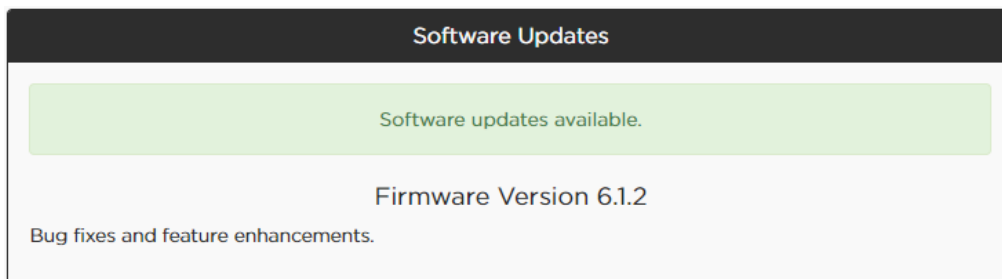 Software Updates
Software updates available.
Firmware Version 6.1.2
Bug fixes and feature enhancements.